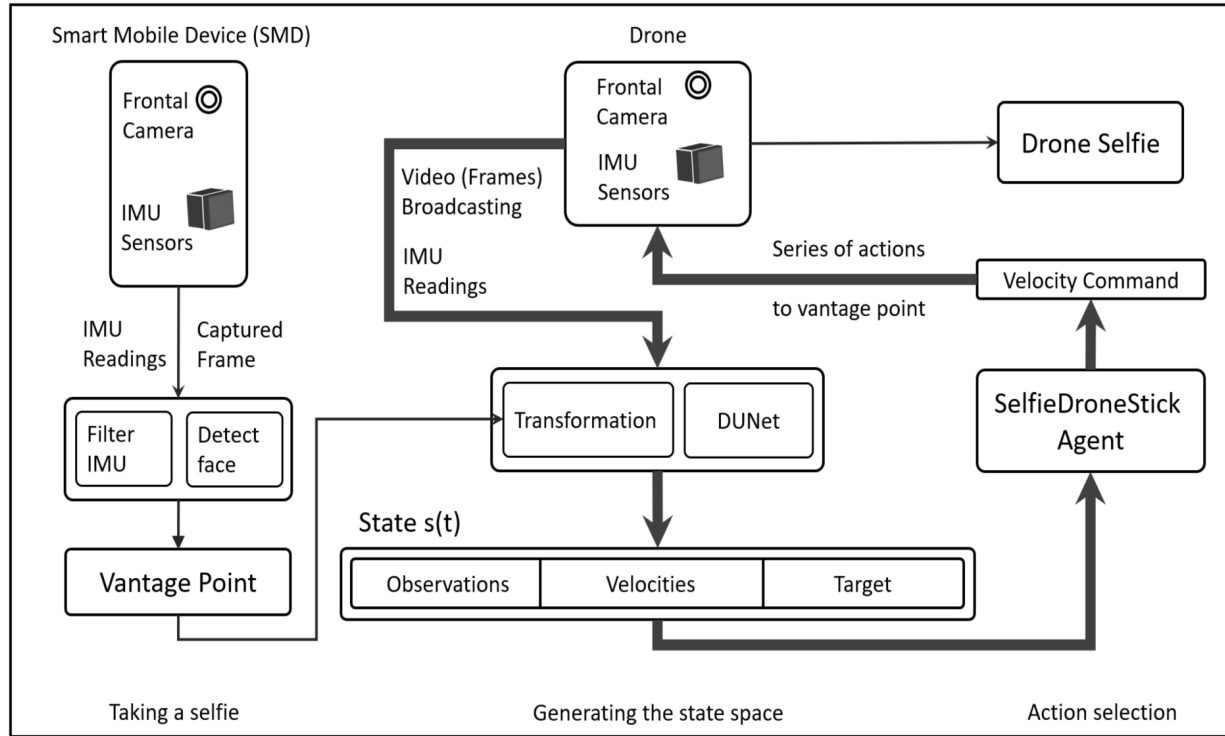 Smart Mobile Device (SMD)
Frontal
Camera
IMU
Sensors
IMU
Readings
Captured
Frame
Filter
IMU
Detect
face
Vantage Point
Taking a selfie
Drone
Frontal
Camera
IMU
Sensors
Drone Selfie
Video (Frames)
Broadcasting
IMU
Readings
Series of actions
to vantage point
Velocity Command
Transformation
DUNet
SelfieDroneStick
Agent
State s(t)
Observations
Velocities
Target
Generating the state space
Action selection